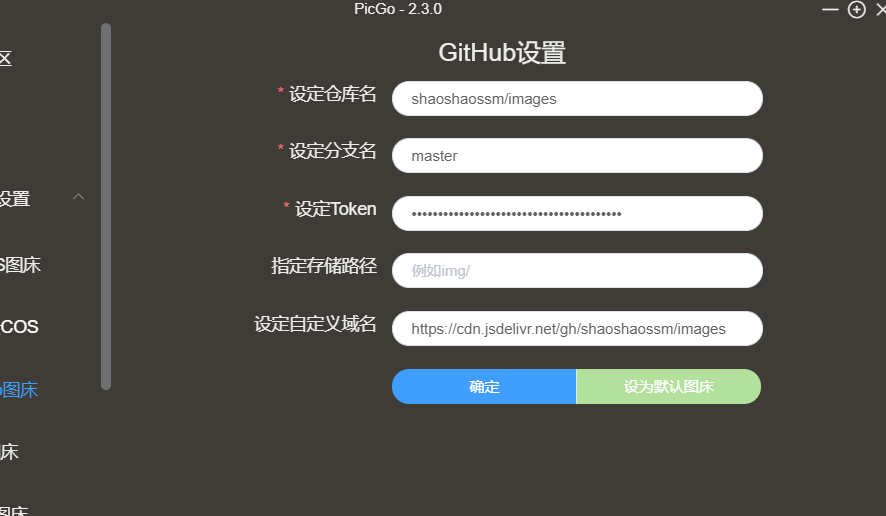 PicGo - 2.3.0
GitHub设置
区
* 设定仓库名 shaoshaossm/images
* 设定分支名 master
设置
* 设定Token ••••••••••••••••••••••••••••••••••••••••
S图床
指定存储路径 例如img/
COS
设定自定义域名 https://cdn.jsdelivr.net/gh/shaoshaossm/images
图床
确定 设为默认图床
床
图床